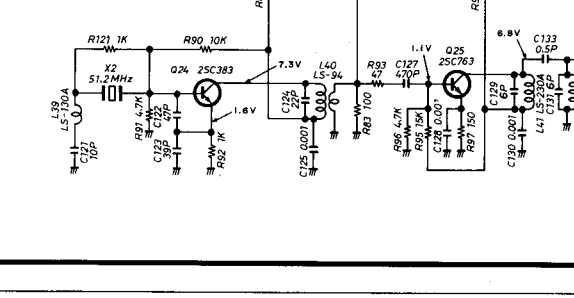 R121 1K
R90 10K
X2
51.2 MHz
Q24 2SC383
7.3V
L40
LS-94
R93
47
C127
470P
1.1V
Q25
2SC763
6.8V
C133
0.5P
L39
LS-130A
C121
10P
R91 4.7K
C122
47P
C123
39P
1.6V
R92 1K
C124
22P
C125 0.001
R83 100
R96 4.7K
R95 15K
C128 0.001
R97 150
C129
6P
C130 0.001
L41 LS-230A
C131 6P